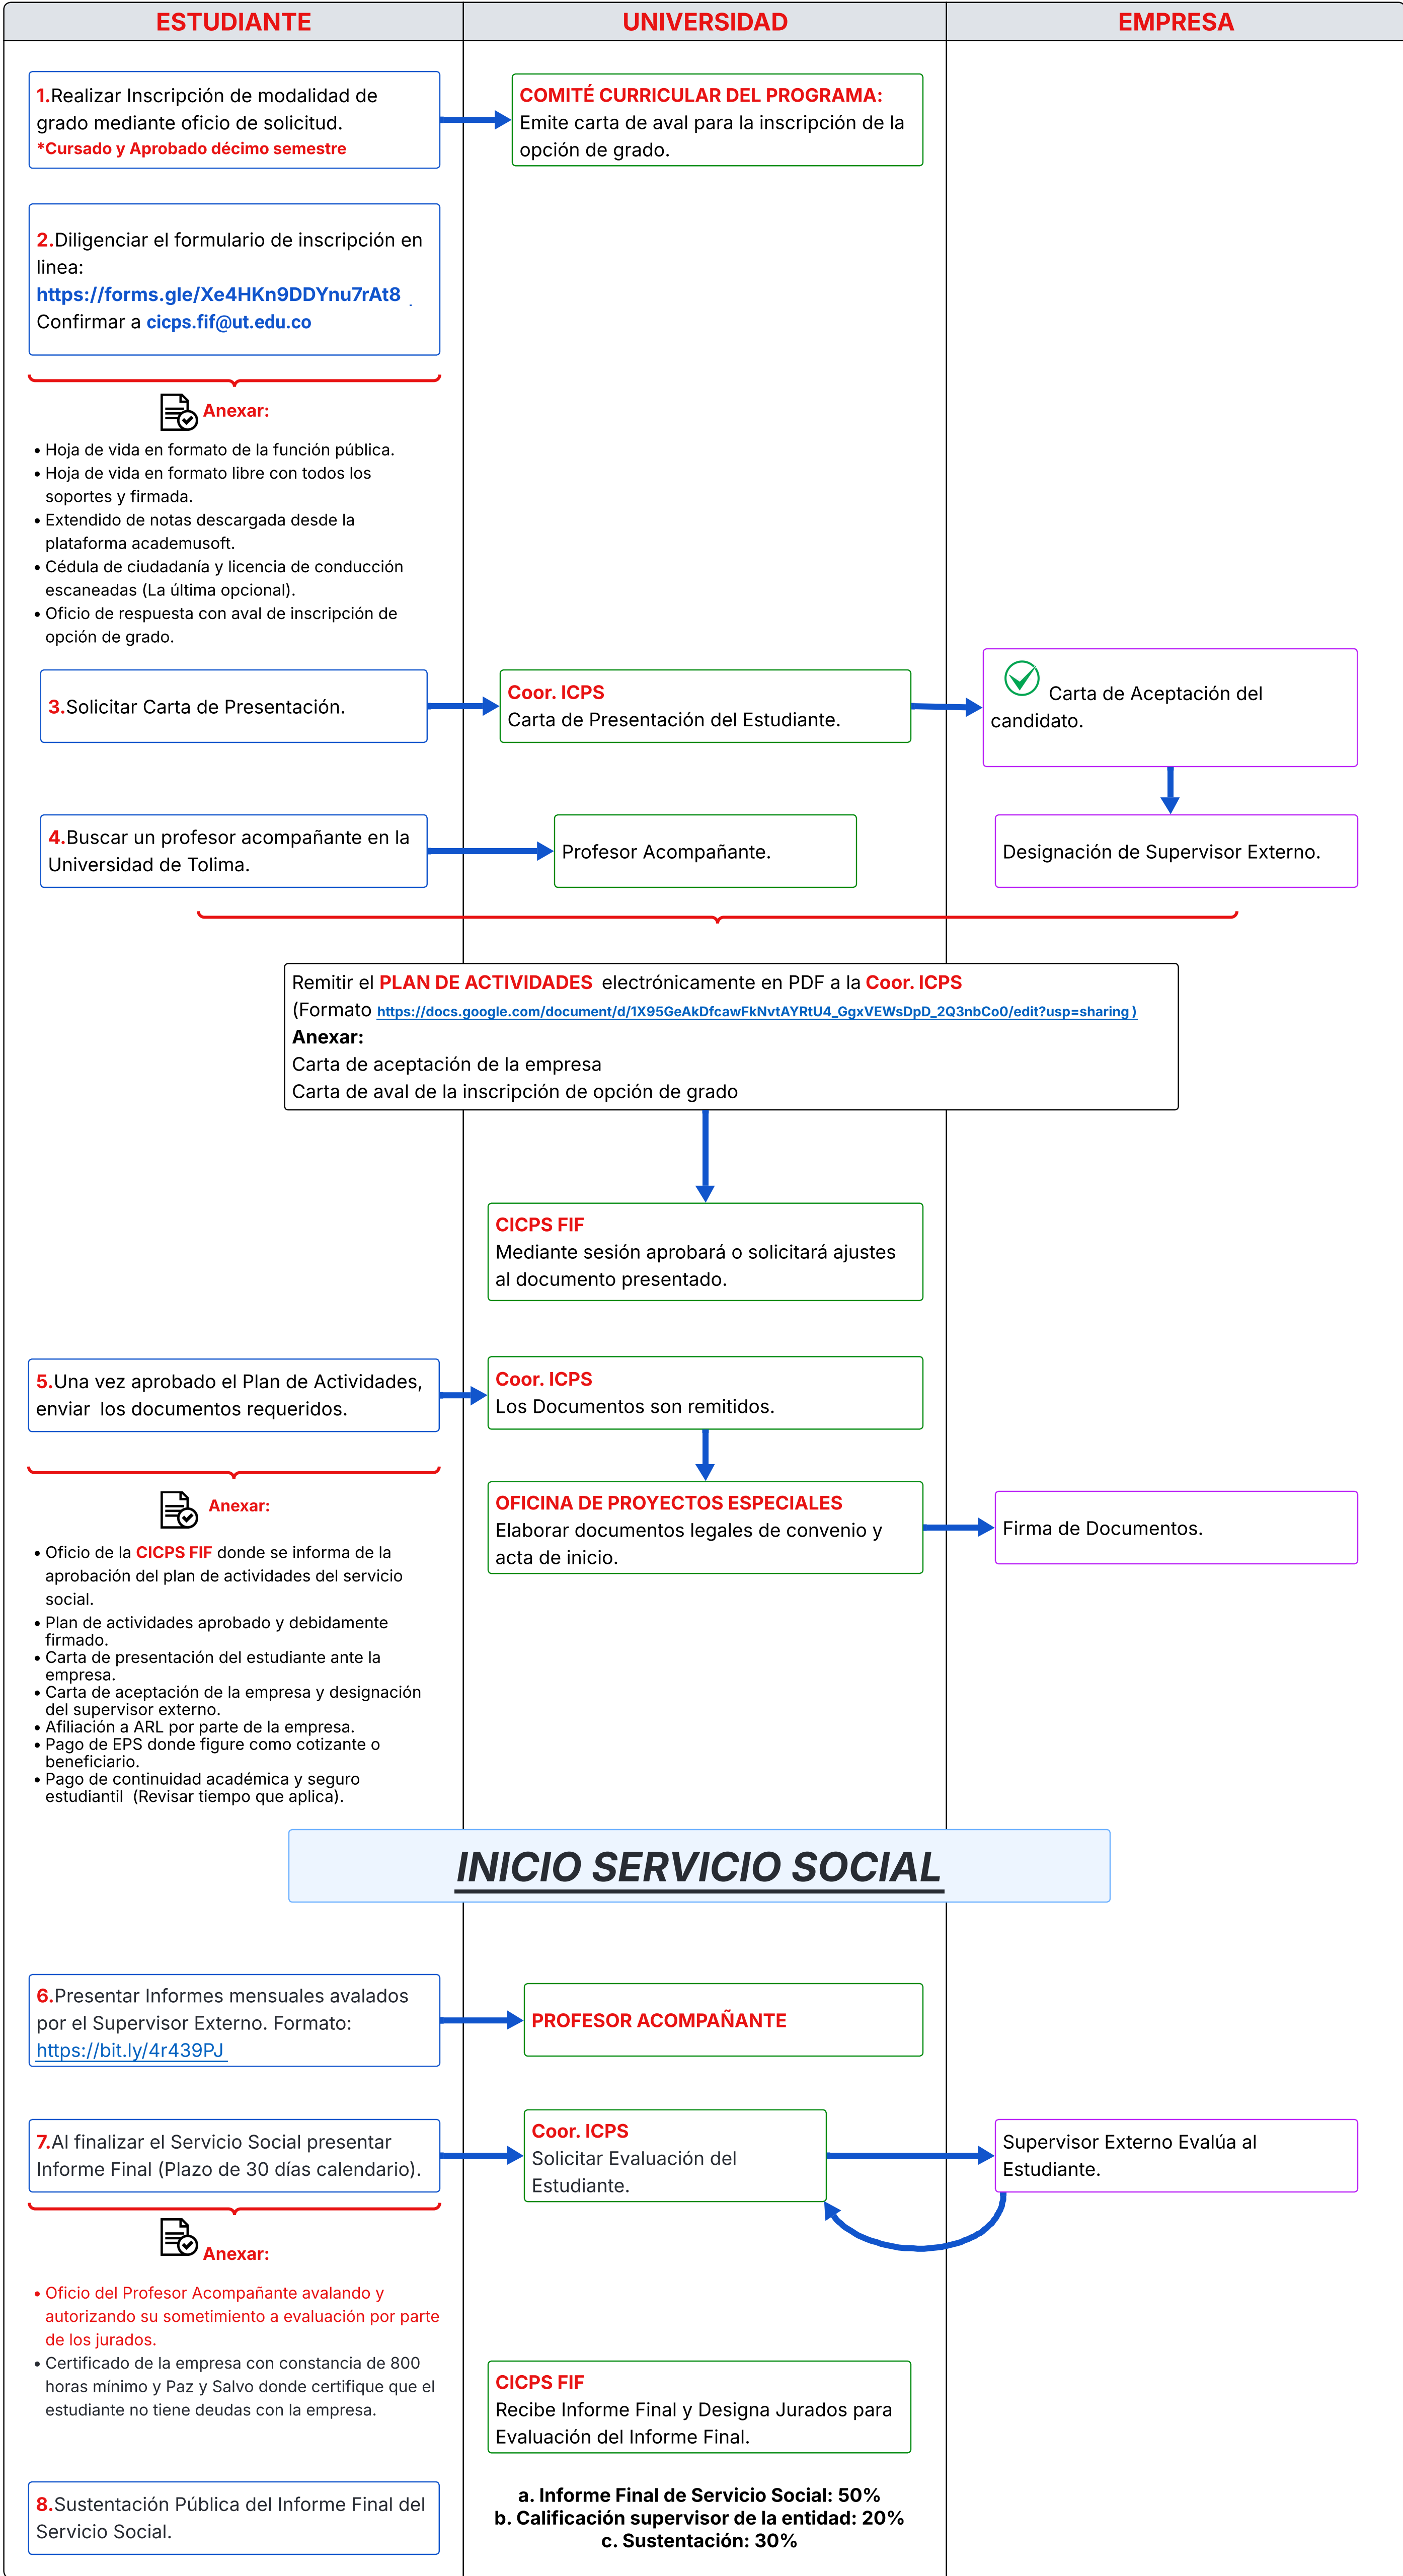 ESTUDIANTE
UNIVERSIDAD
EMPRESA
1.Realizar Inscripción de modalidad de
grado mediante oficio de solicitud.
*Cursado y Aprobado décimo semestre
COMITÉ CURRICULAR DEL PROGRAMA:
Emite carta de aval para la inscripción de la
opción de grado.
2.Diligenciar el formulario de inscripción en
linea:
https://forms.gle/Xe4HKn9DDYnu7rAt8 .
Confirmar a cicps.fif@ut.edu.co
Anexar:
• Hoja de vida en formato de la función pública.
• Hoja de vida en formato libre con todos los
soportes y firmada.
• Extendido de notas descargada desde la
plataforma academusoft.
• Cédula de ciudadanía y licencia de conducción
escaneadas (La última opcional).
• Oficio de respuesta con aval de inscripción de
opción de grado.
3.Solicitar Carta de Presentación.
Coor. ICPS
Carta de Presentación del Estudiante.
Carta de Aceptación del
candidato.
4.Buscar un profesor acompañante en la
Universidad de Tolima.
Profesor Acompañante.
Designación de Supervisor Externo.
Remitir el PLAN DE ACTIVIDADES electrónicamente en PDF a la Coor. ICPS
(Formato https://docs.google.com/document/d/1X95GeAkDfcawFkNvtAYRtU4_GgxVEWsDpD_2Q3nbCo0/edit?usp=sharing )
Anexar:
Carta de aceptación de la empresa
Carta de aval de la inscripción de opción de grado
CICPS FIF
Mediante sesión aprobará o solicitará ajustes
al documento presentado.
5.Una vez aprobado el Plan de Actividades,
enviar los documentos requeridos.
Coor. ICPS
Los Documentos son remitidos.
OFICINA DE PROYECTOS ESPECIALES
Elaborar documentos legales de convenio y
acta de inicio.
Firma de Documentos.
Anexar:
• Oficio de la CICPS FIF donde se informa de la
aprobación del plan de actividades del servicio
social.
• Plan de actividades aprobado y debidamente
firmado.
• Carta de presentación del estudiante ante la
empresa.
• Carta de aceptación de la empresa y designación
del supervisor externo.
• Afiliación a ARL por parte de la empresa.
• Pago de EPS donde figure como cotizante o
beneficiario.
• Pago de continuidad académica y seguro
estudiantil (Revisar tiempo que aplica).
INICIO SERVICIO SOCIAL
6.Presentar Informes mensuales avalados
por el Supervisor Externo. Formato:
https://bit.ly/4r439PJ
PROFESOR ACOMPAÑANTE
7.Al finalizar el Servicio Social presentar
Informe Final (Plazo de 30 días calendario).
Coor. ICPS
Solicitar Evaluación del
Estudiante.
Supervisor Externo Evalúa al
Estudiante.
Anexar:
• Oficio del Profesor Acompañante avalando y
autorizando su sometimiento a evaluación por parte
de los jurados.
• Certificado de la empresa con constancia de 800
horas mínimo y Paz y Salvo donde certifique que el
estudiante no tiene deudas con la empresa.
CICPS FIF
Recibe Informe Final y Designa Jurados para
Evaluación del Informe Final.
8.Sustentación Pública del Informe Final del
Servicio Social.
a. Informe Final de Servicio Social: 50%
b. Calificación supervisor de la entidad: 20%
c. Sustentación: 30%